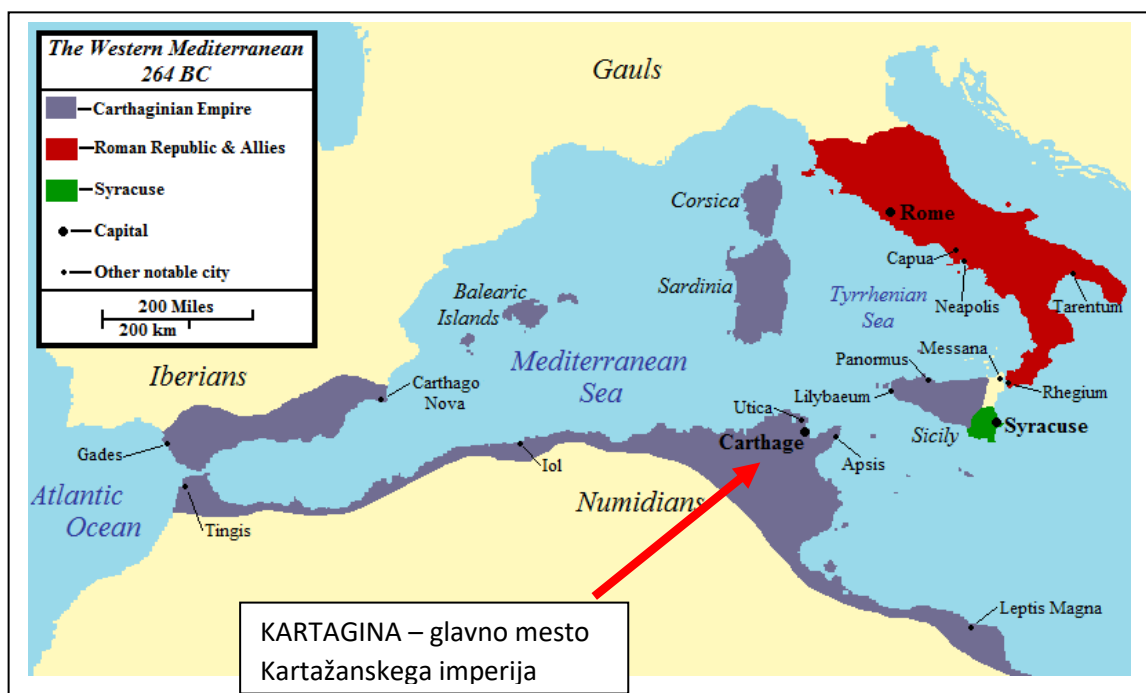 The Western Mediterranean
264 BC
Carthaginian Empire
Roman Republic & Allies
Syracuse
Capital
Other notable city
200 Miles
200 km
Gauls
Corsica
Rome
Capua
Sardinia
Tyrrhenian
Sea
Neapolis
Tarentum
Balearic
Islands
Messana
Panormus
Iberians
Mediterranean
Sea
Carthago
Nova
Lilybaeum
Rhegium
Utica
Sicily
Syracuse
Gades
Carthage
Iol
Apsis
Atlantic
Ocean
Numidians
Tingis
Leptis Magna
KARTAGINA – glavno mesto
Kartažanskega imperija